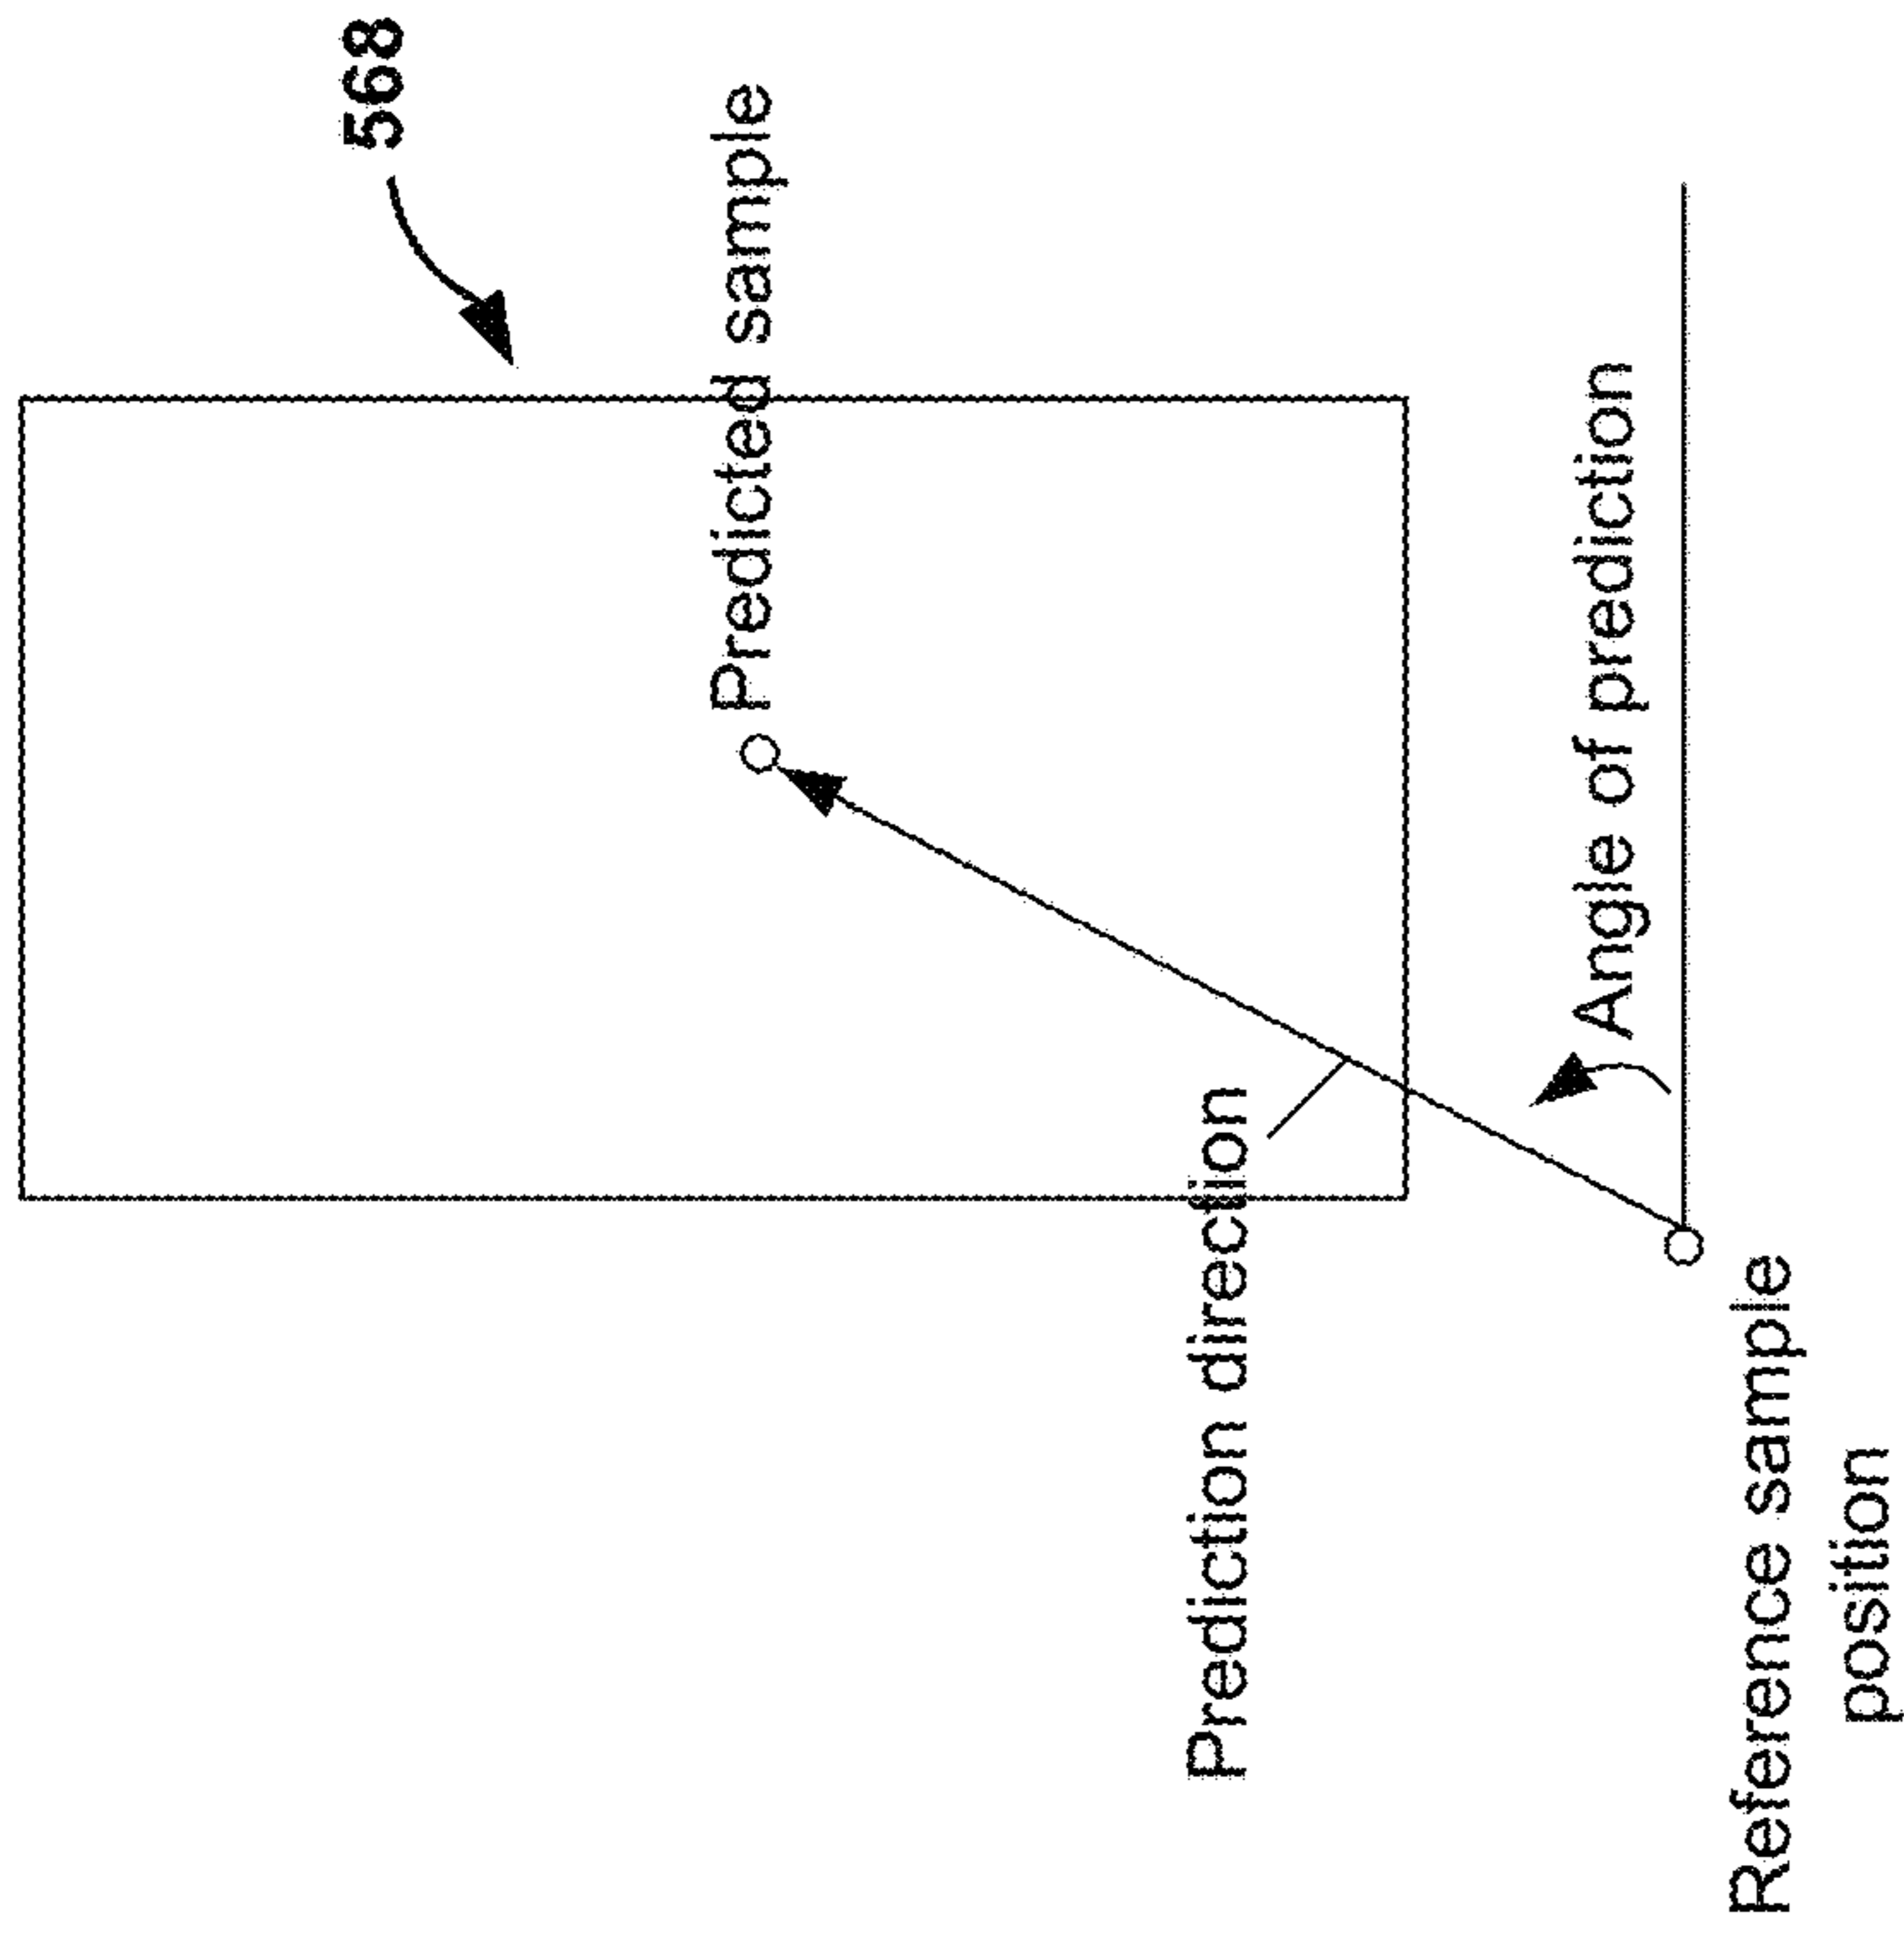 568
Predicted sample
Prediction direction
Angle of prediction
Reference sample
position